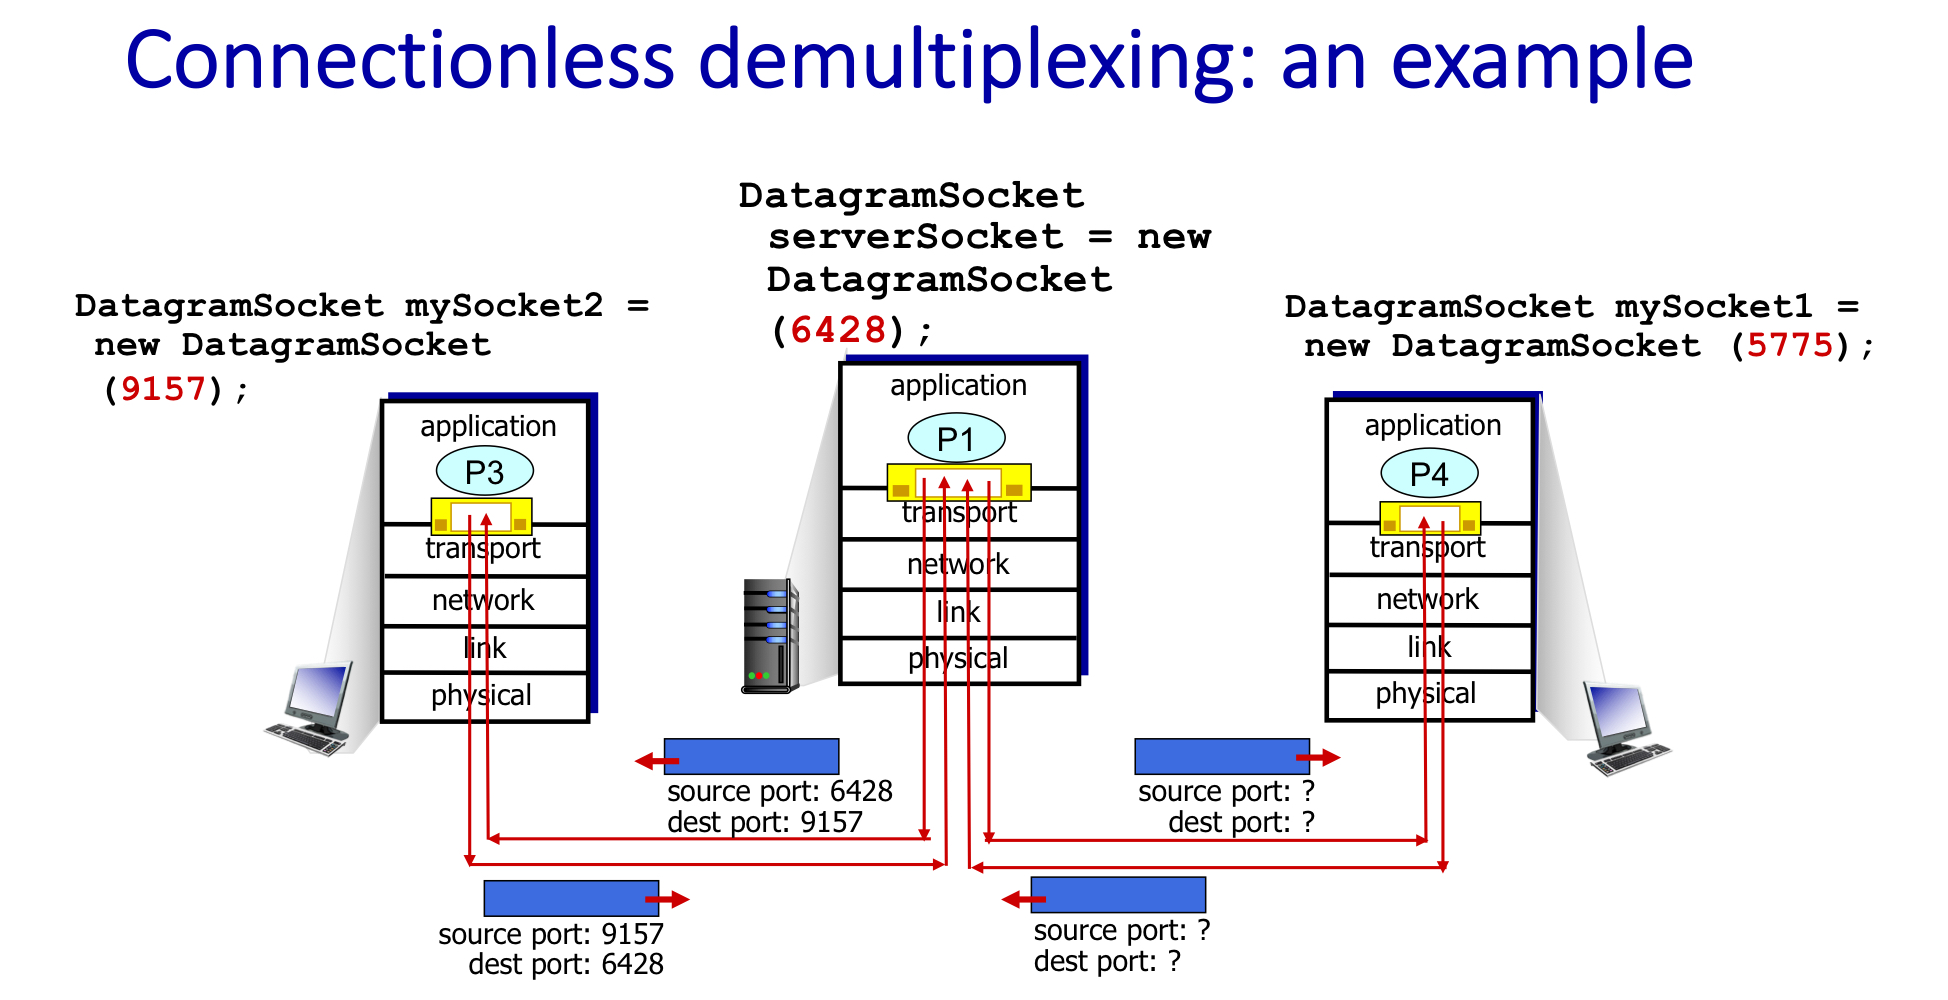 Connectionless demultiplexing: an example
DatagramSocket
serverSocket = new
DatagramSocket
(6428);
DatagramSocket mySocket2 =
new DatagramSocket
(9157);
DatagramSocket mySocket1 =
new DatagramSocket (5775);
application
P3
transport
network
link
physical
application
P1
transport
network
link
physical
application
P4
transport
network
link
physical
source port: 6428
dest port: 9157
source port: ?
dest port: ?
source port: 9157
dest port: 6428
source port: ?
dest port: ?